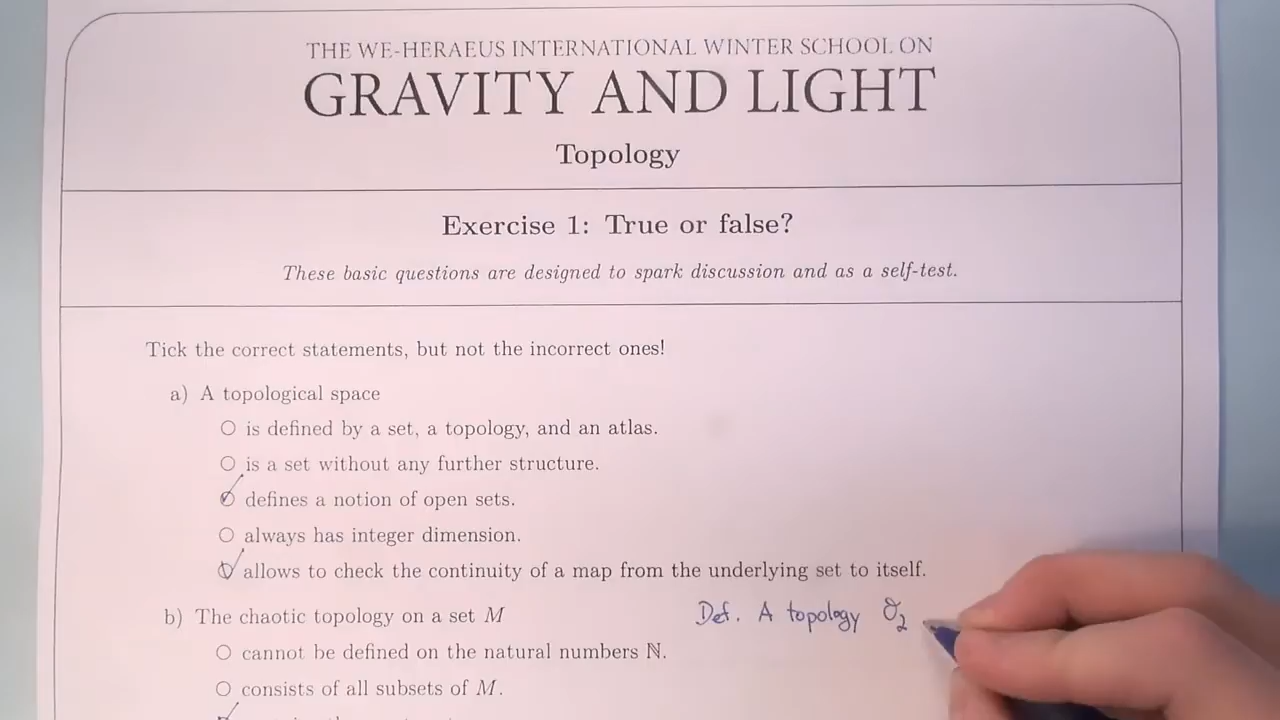 THE WE-HERAEUS INTERNATIONAL WINTER SCHOOL ON
GRAVITY AND LIGHT
Topology
Exercise 1: True or false?
These basic questions are designed to spark discussion and as a self-test.
Tick the correct statements, but not the incorrect ones!
a) A topological space
is defined by a set, a topology, and an atlas.
is a set without any further structure.
defines a notion of open sets.
always has integer dimension.
allows to check the continuity of a map from the underlying set to itself.
b) The chaotic topology on a set M
Def. A topology 𝒪₂
cannot be defined on the natural numbers ℕ.
consists of all subsets of M.